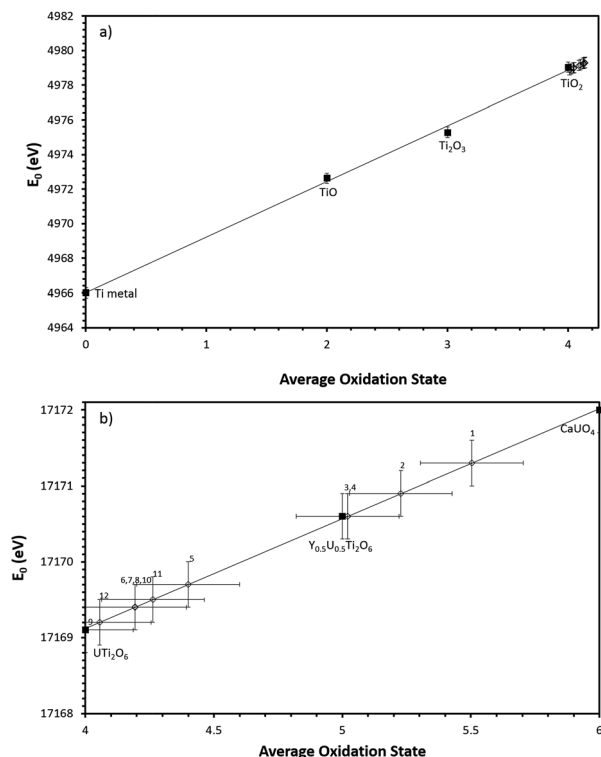 a)
4982
4980
4978
4976
4974
4972
4970
4968
4966
4964
E₀ (eV)
TiO₂
Ti₂O₃
TiO
Ti metal
0 1 2 3 4
Average Oxidation State
b)
17172
17171
17170
17169
17168
E₀ (eV)
CaUO₄
1
2
3,4
Y₀.₅U₀.₅Ti₂O₆
5
11
6,7,8,10
12
9
UTi₂O₆
4 4.5 5 5.5 6
Average Oxidation State